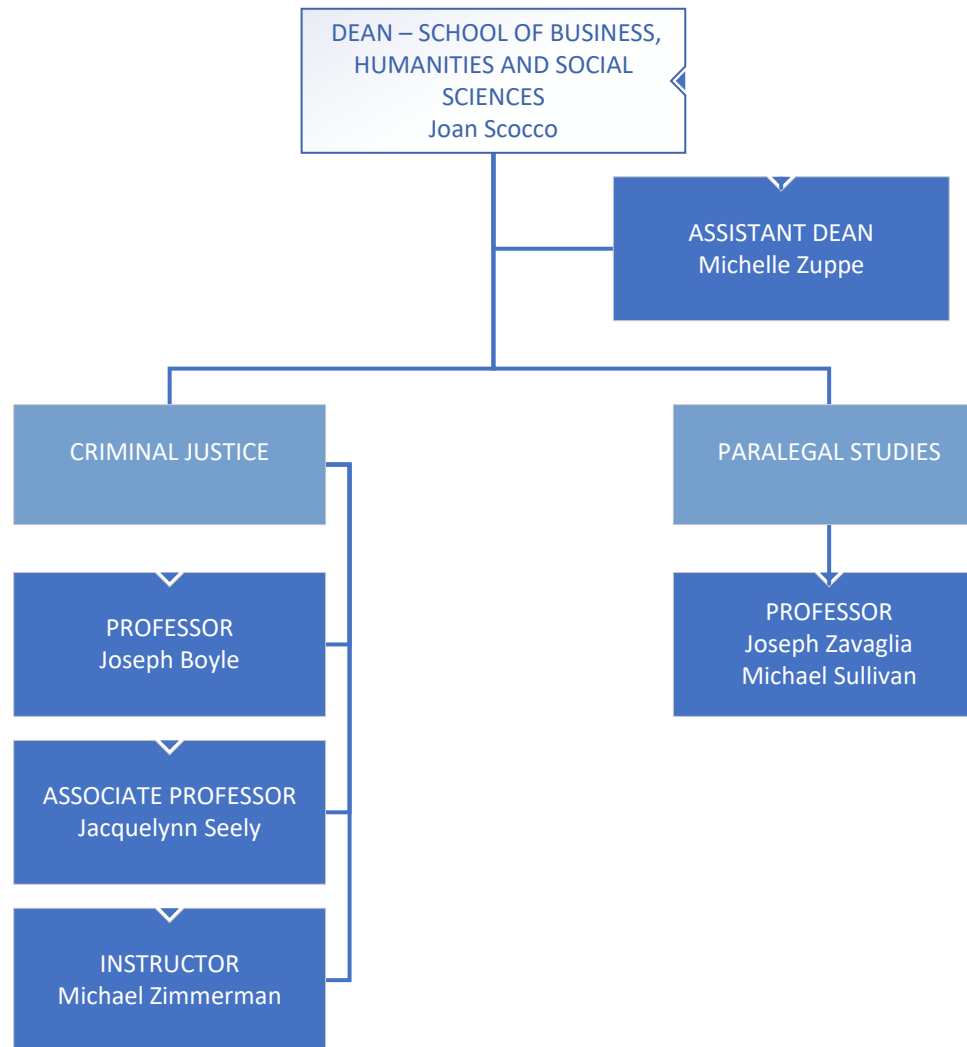 DEAN – SCHOOL OF BUSINESS,
HUMANITIES AND SOCIAL
SCIENCES
Joan Scocco
ASSISTANT DEAN
Michelle Zuppe
CRIMINAL JUSTICE
PARALEGAL STUDIES
PROFESSOR
Joseph Boyle
PROFESSOR
Joseph Zavaglia
Michael Sullivan
ASSOCIATE PROFESSOR
Jacquelynn Seely
INSTRUCTOR
Michael Zimmerman